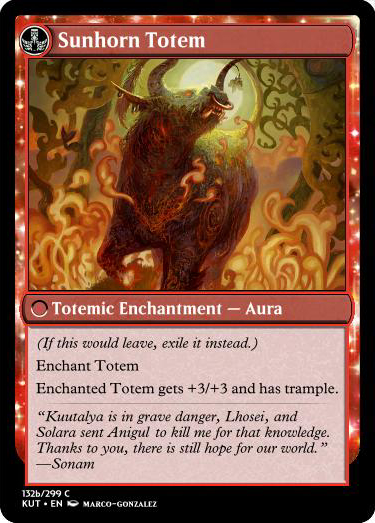 Sunhorn Totem
Totemic Enchantment — Aura
(If this would leave, exile it instead.)
Enchant Totem
Enchanted Totem gets +3/+3 and has trample.
“Kuutalya is in grave danger, Lhosei, and
Solara sent Anigul to kill me for that knowledge.
Thanks to you, there is still hope for our world.”
—Sonam
132b/299 C
KUT • EN MARCO-GONZALEZ